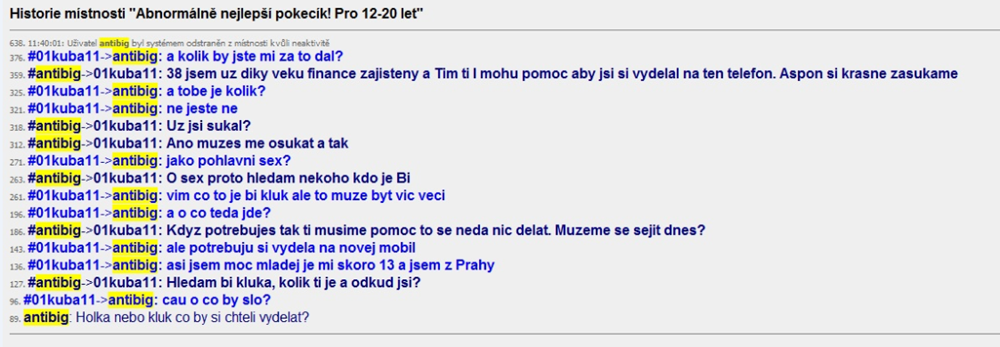 Historie místnosti "Abnormálně nejlepší pokecík! Pro 12-20 let"
638. 11:40:01: Uživatel antibig byl systémem odstraněn z místnosti kvůli neaktivitě
376. #01kuba11->antibig: a kolik by jste mi za to dal?
359. #antibig->01kuba11: 38 jsem uz diky veku finance zajisteny a Tim ti I mohu pomoc aby jsi si vydelal na ten telefon. Aspon si krasne zasukame
325. #01kuba11->antibig: a tobe je kolik?
321. #01kuba11->antibig: ne jeste ne
318. #antibig->01kuba11: Uz jsi sukal?
312. #antibig->01kuba11: Ano muzes me osukat a tak
271. #01kuba11->antibig: jako pohlavni sex?
263. #antibig->01kuba11: O sex proto hledam nekoho kdo je Bi
261. #01kuba11->antibig: vim co to je bi kluk ale to muze byt vic veci
196. #01kuba11->antibig: a o co teda jde?
186. #antibig->01kuba11: Kdyz potrebujes tak ti musime pomoc to se neda nic delat. Muzeme se sejit dnes?
143. #01kuba11->antibig: ale potrebuju si vydela na novej mobil
136. #01kuba11->antibig: asi jsem moc mladej je mi skoro 13 a jsem z Prahy
127. #antibig->01kuba11: Hledam bi kluka, kolik ti je a odkud jsi?
96. #01kuba11->antibig: cau o co by slo?
89. antibig: Holka nebo kluk co by si chteli vydelat?